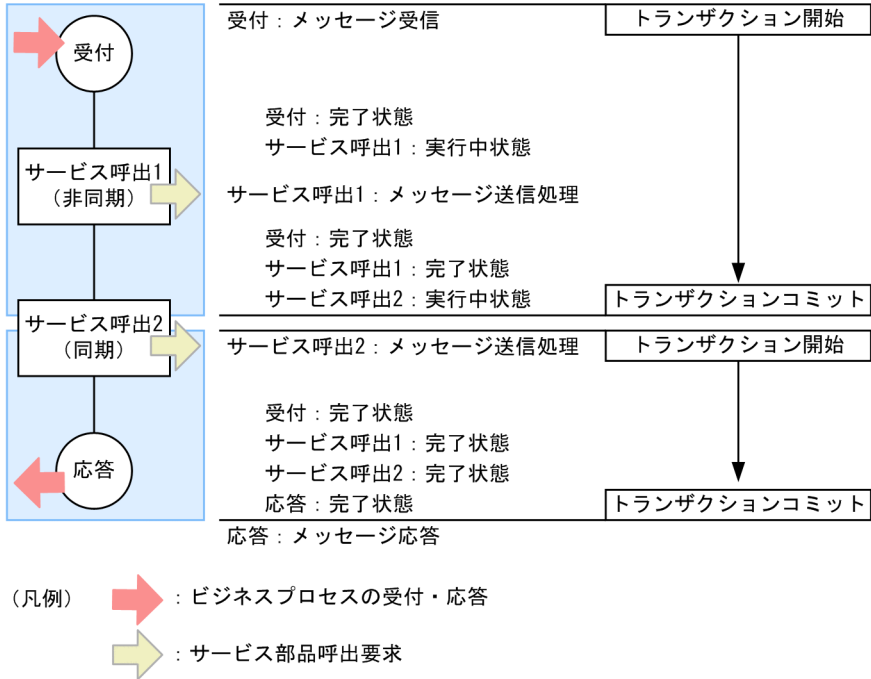 受付
サービス呼出1
（非同期）
サービス呼出2
（同期）
応答
受付：メッセージ受信
トランザクション開始
受付：完了状態
サービス呼出1：実行中状態
サービス呼出1：メッセージ送信処理
受付：完了状態
サービス呼出1：完了状態
サービス呼出2：実行中状態
トランザクションコミット
サービス呼出2：メッセージ送信処理
トランザクション開始
受付：完了状態
サービス呼出1：完了状態
サービス呼出2：完了状態
応答：完了状態
トランザクションコミット
応答：メッセージ応答
（凡例）
：ビジネスプロセスの受付・応答
：サービス部品呼出要求